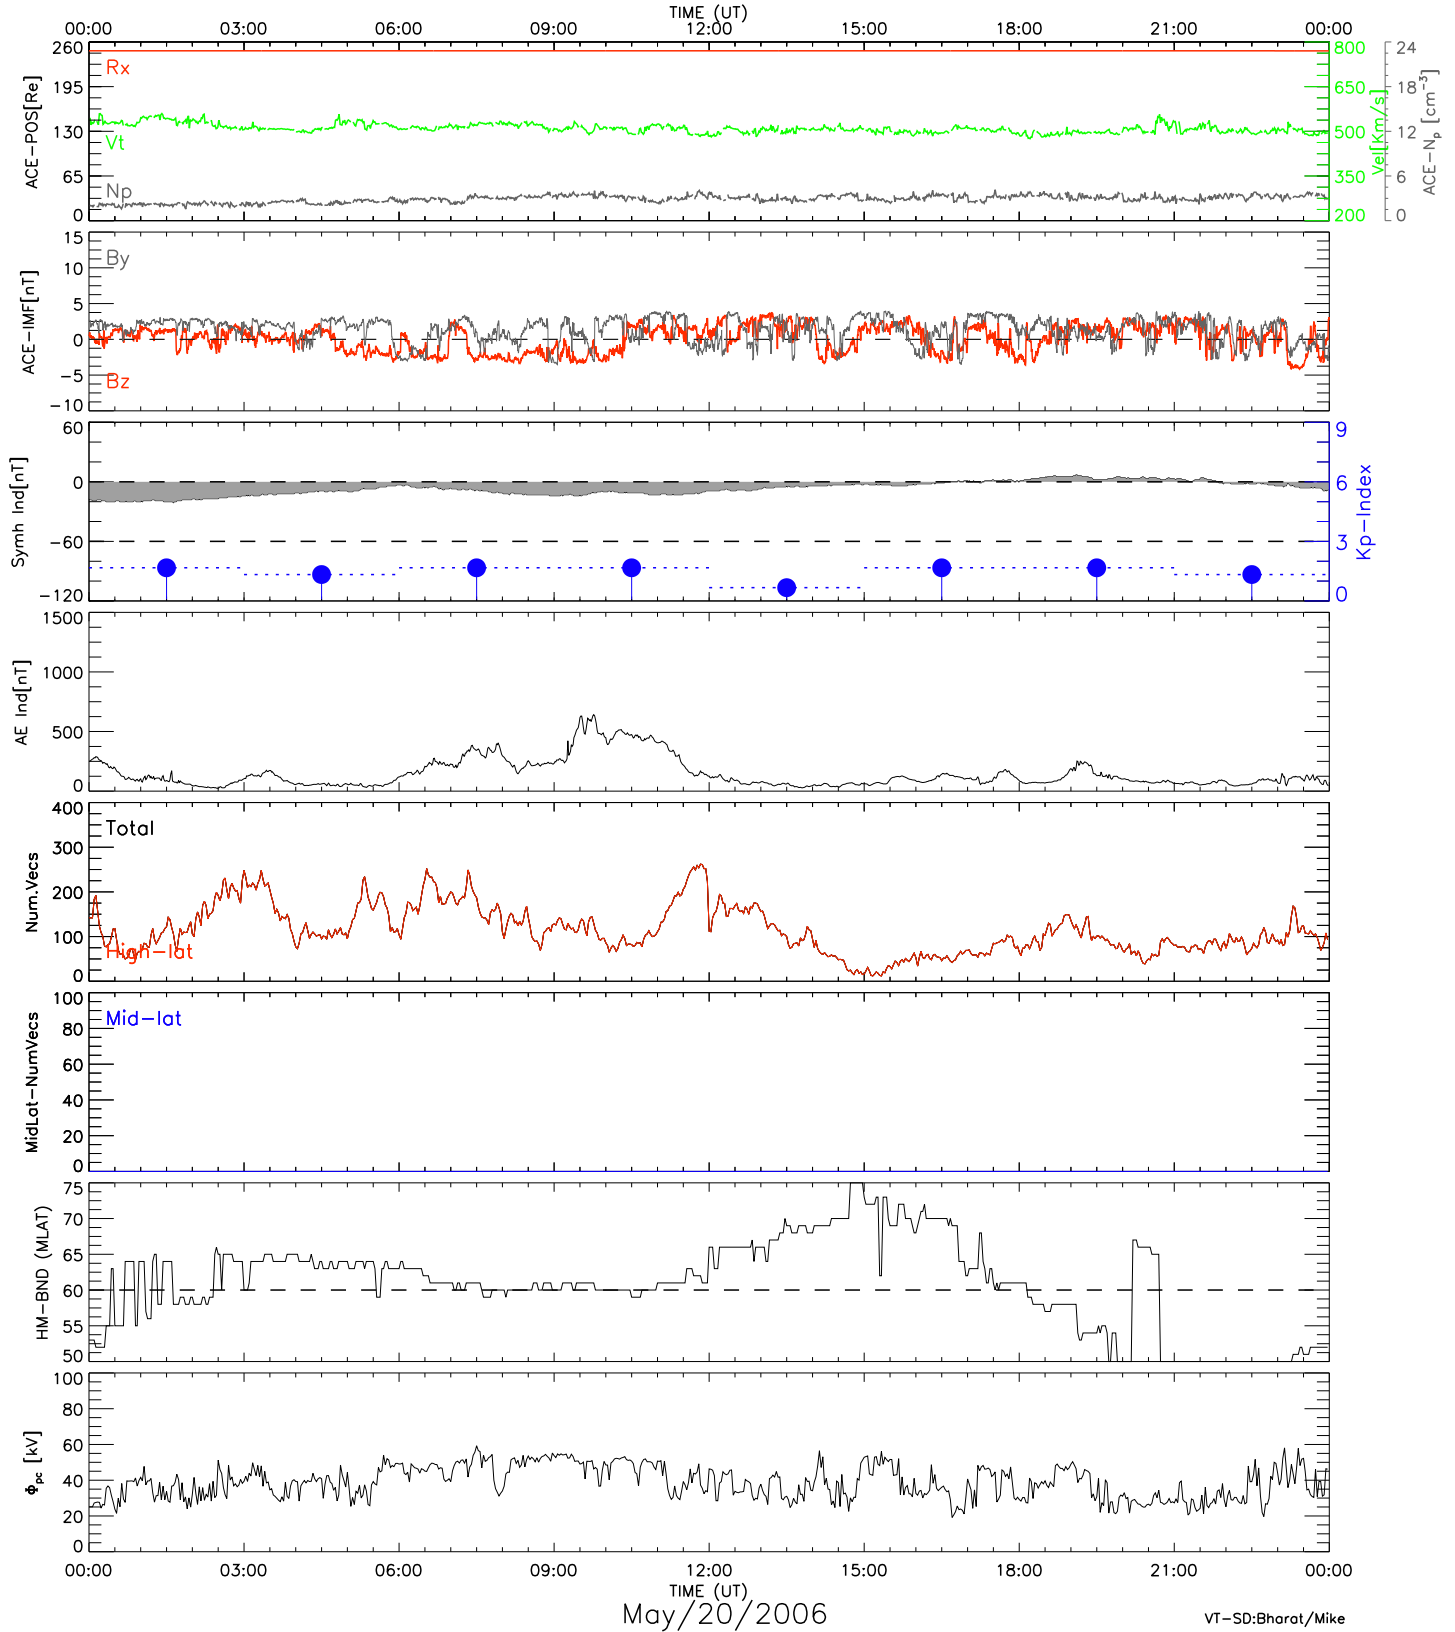 TIME (UT)
00:00 03:00 06:00 09:00 12:00 15:00 18:00 21:00 00:00
ACE-POS[Re]
260
195
130
65
0
Rx
Vt
Np
800
650
500
350
200
Vel[Km/s]
24
18
12
6
0
ACE-Np [cm-3]
ACE-IMF[nT]
15
10
5
0
-5
-10
By
Bz
Symh Ind[nT]
60
0
-60
-120
9
6
3
0
Kp-Index
AE Ind[nT]
1500
1000
500
0
Num.Vecs
400
300
200
100
0
Total
High-lat
MidLat-NumVecs
100
80
60
40
20
0
Mid-lat
HM-BND (MLAT)
75
70
65
60
55
50
Φpc [kV]
100
80
60
40
20
0
00:00 03:00 06:00 09:00 12:00 15:00 18:00 21:00 00:00
TIME (UT)
May/20/2006
VT-SD:Bharat/Mike